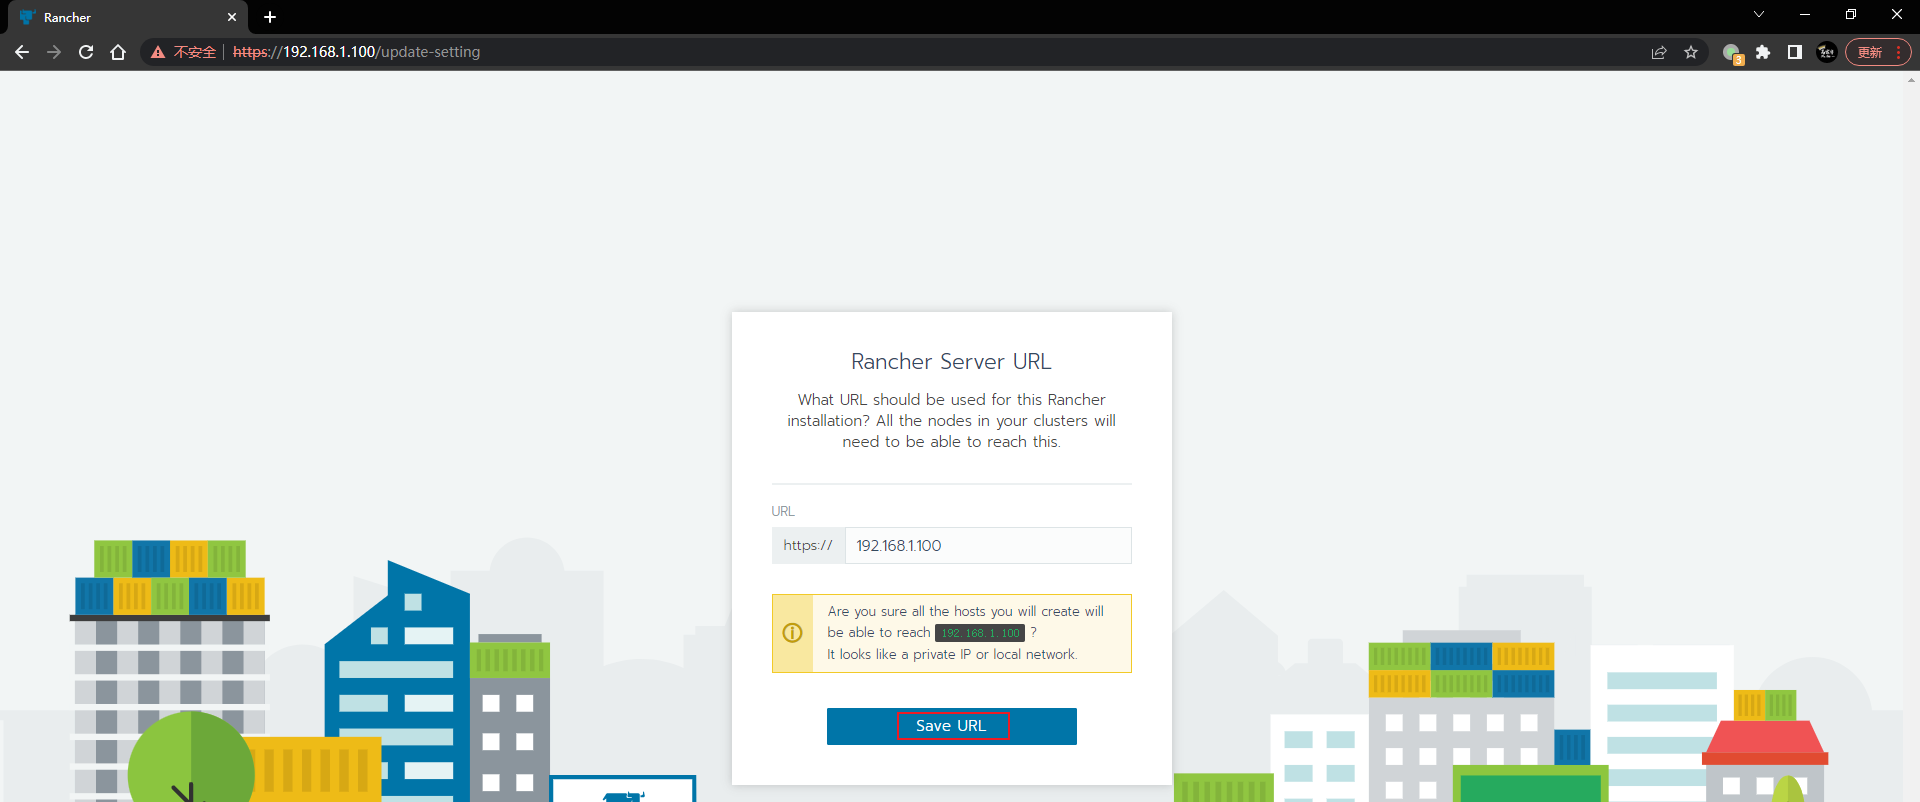 Rancher
不安全 https://192.168.1.100/update-setting
3
更新
Rancher Server URL
What URL should be used for this Rancher
installation? All the nodes in your clusters will
need to be able to reach this.
URL
https:// 192.168.1.100
Are you sure all the hosts you will create will
be able to reach 192.168.1.100 ?
It looks like a private IP or local network.
Save URL